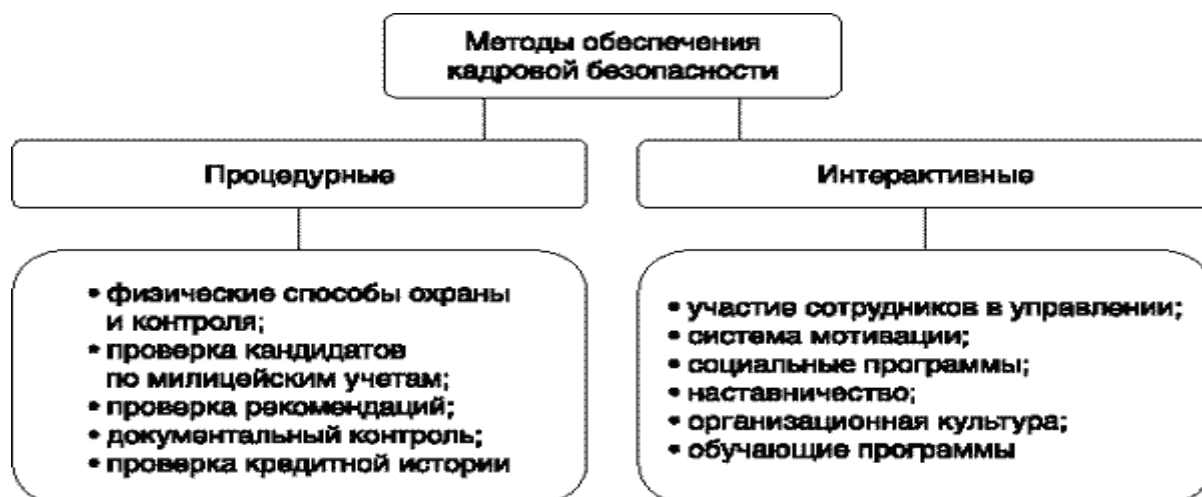 Методы обеспечения
кадровой безопасности
Процедурные
Интерактивные
• физические способы охраны
и контроля;
• проверка кандидатов
по милицейским учетам;
• проверка рекомендаций;
• документальный контроль;
• проверка кредитной истории
• участие сотрудников в управлении;
• система мотивации;
• социальные программы;
• наставничество;
• организационная культура;
• обучающие программы